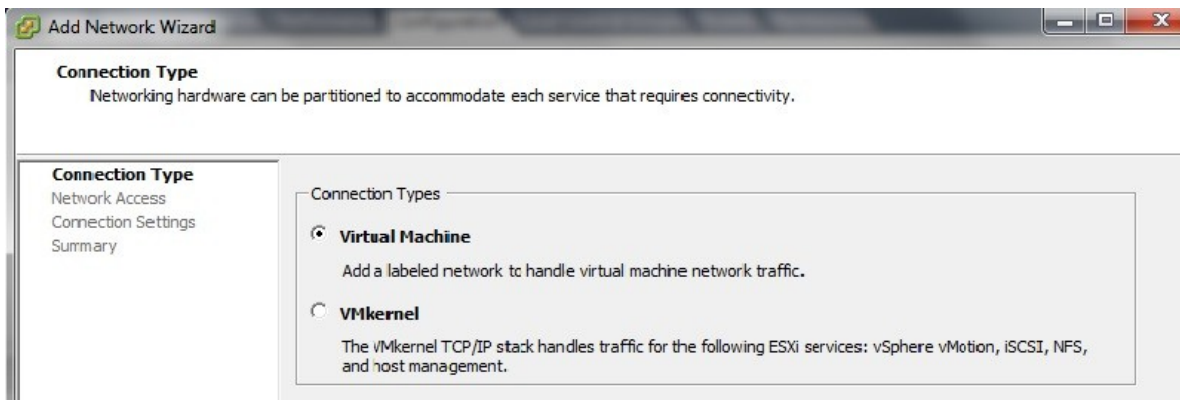 Add Network Wizard
Connection Type
Networking hardware can be partitioned to accommodate each service that requires connectivity.
Connection Type
Network Access
Connection Settings
Summary
Connection Types
Virtual Machine
Add a labeled network to handle virtual machine network traffic.
VMkernel
The VMkernel TCP/IP stack handles traffic for the following ESXi services: vSphere vMotion, iSCSI, NFS,
and host management.